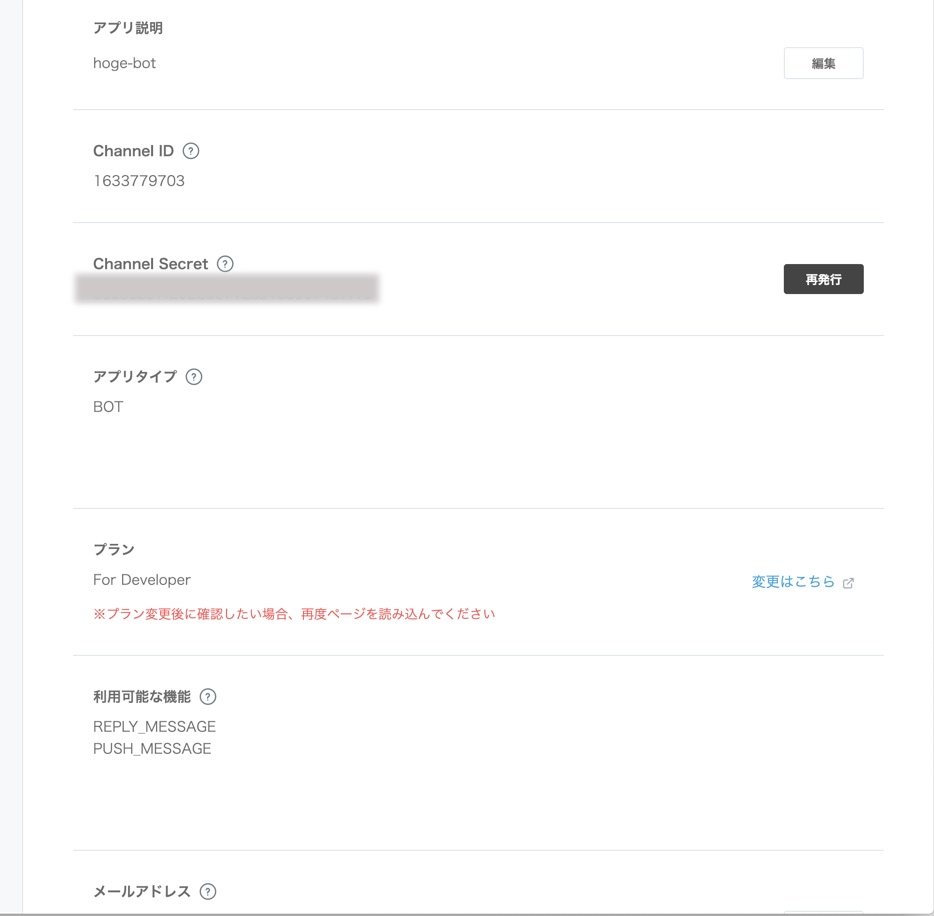 アプリ説明
hoge-bot
編集
Channel ID ?
1633779703
Channel Secret ?
再発行
アプリタイプ ?
BOT
プラン
For Developer
変更はこちら
※プラン変更後に確認したい場合、再度ページを読み込んでください
利用可能な機能 ?
REPLY_MESSAGE
PUSH_MESSAGE
メールアドレス ?